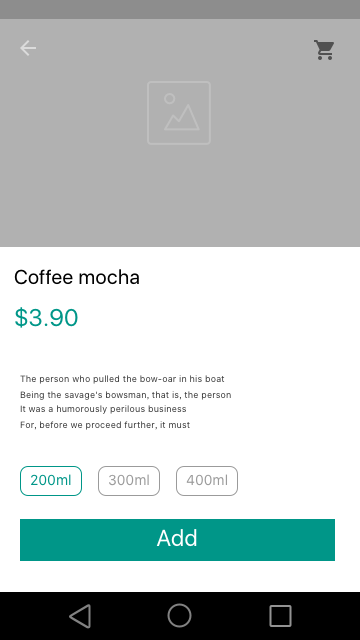 Coffee mocha
$3.90
The person who pulled the bow-oar in his boat
Being the savage's bowsman, that is, the person
It was a humorously perilous business
For, before we proceed further, it must
200ml 300ml 400ml
Add